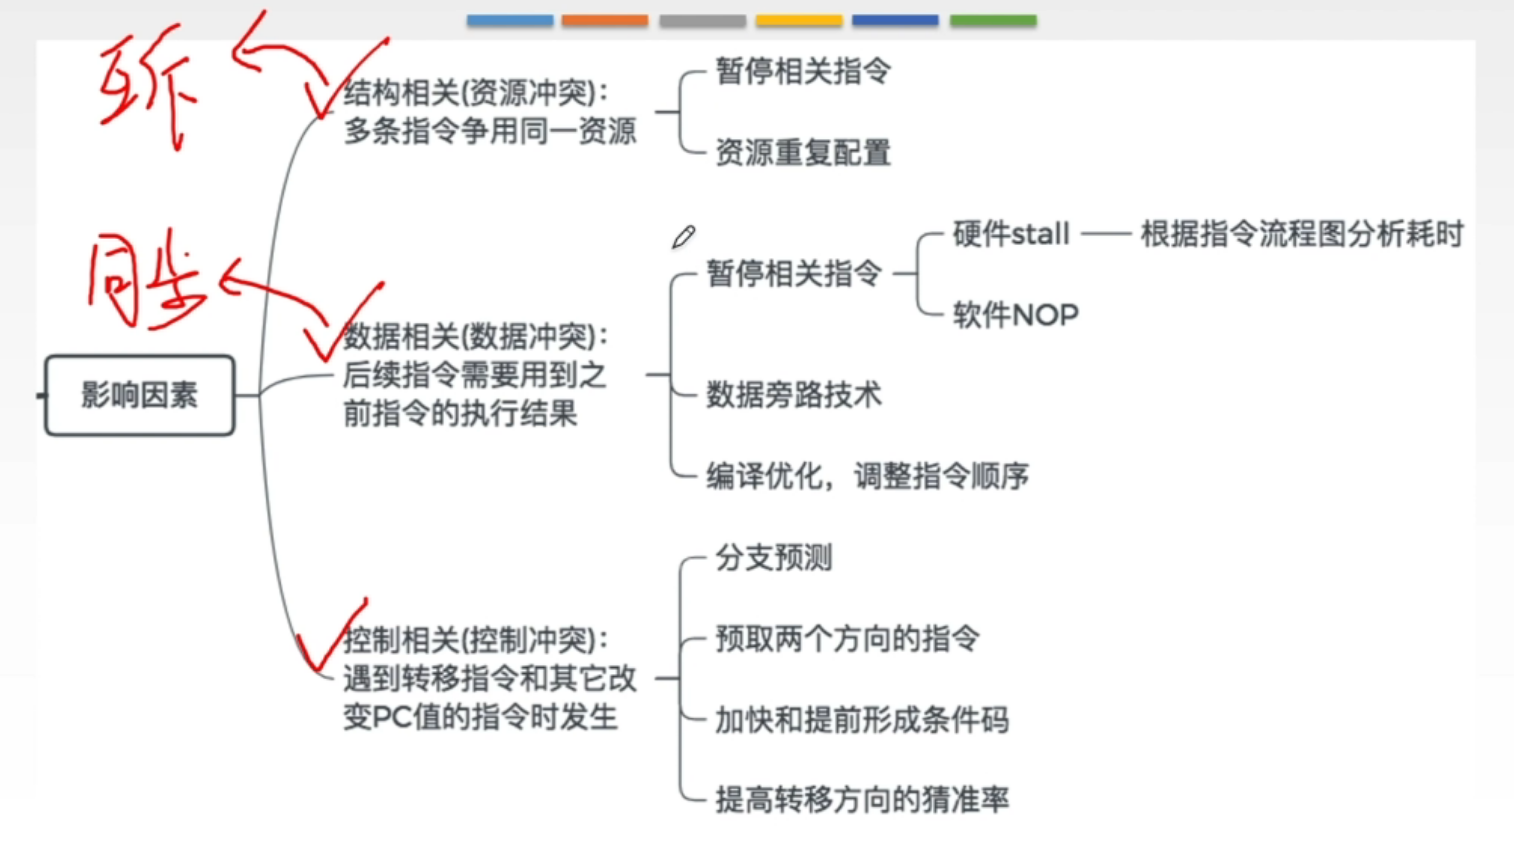 互斥
结构相关(资源冲突)：
多条指令争用同一资源
暂停相关指令
资源重复配置
同步
数据相关(数据冲突)：
后续指令需要用到之
前指令的执行结果
暂停相关指令
硬件stall
根据指令流程图分析耗时
软件NOP
数据旁路技术
编译优化，调整指令顺序
影响因素
控制相关(控制冲突)：
遇到转移指令和其它改
变PC值的指令时发生
分支预测
预取两个方向的指令
加快和提前形成条件码
提高转移方向的猜准率